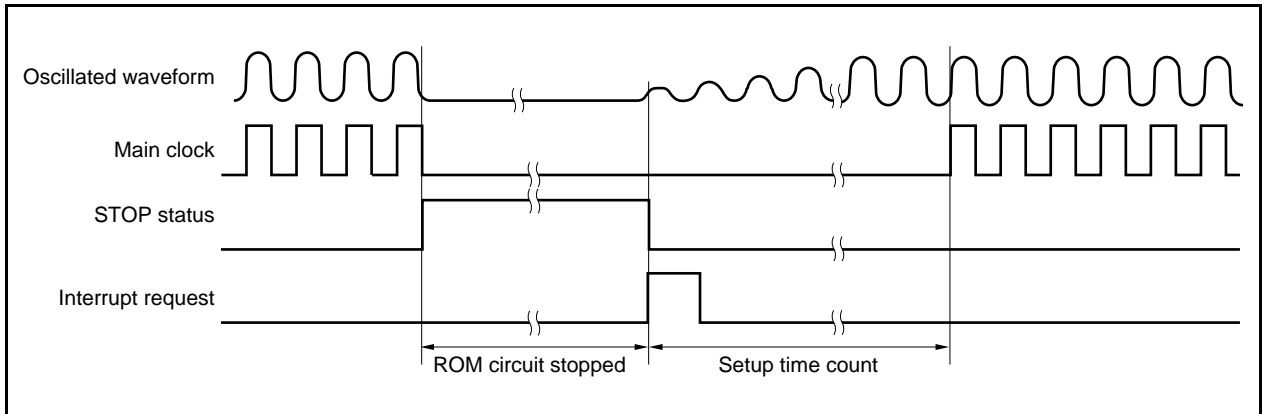 Oscillated waveform
Main clock
STOP status
Interrupt request
ROM circuit stopped
Setup time count